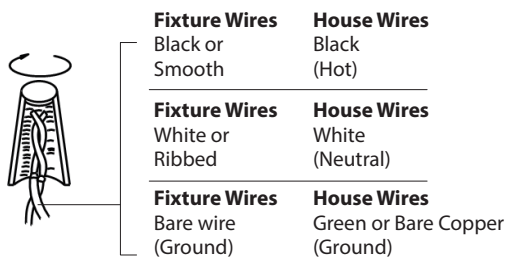 Fixture Wires House Wires
Black or Black
Smooth (Hot)
Fixture Wires House Wires
White or White
Ribbed (Neutral)
Fixture Wires House Wires
Bare wire Green or Bare Copper
(Ground) (Ground)